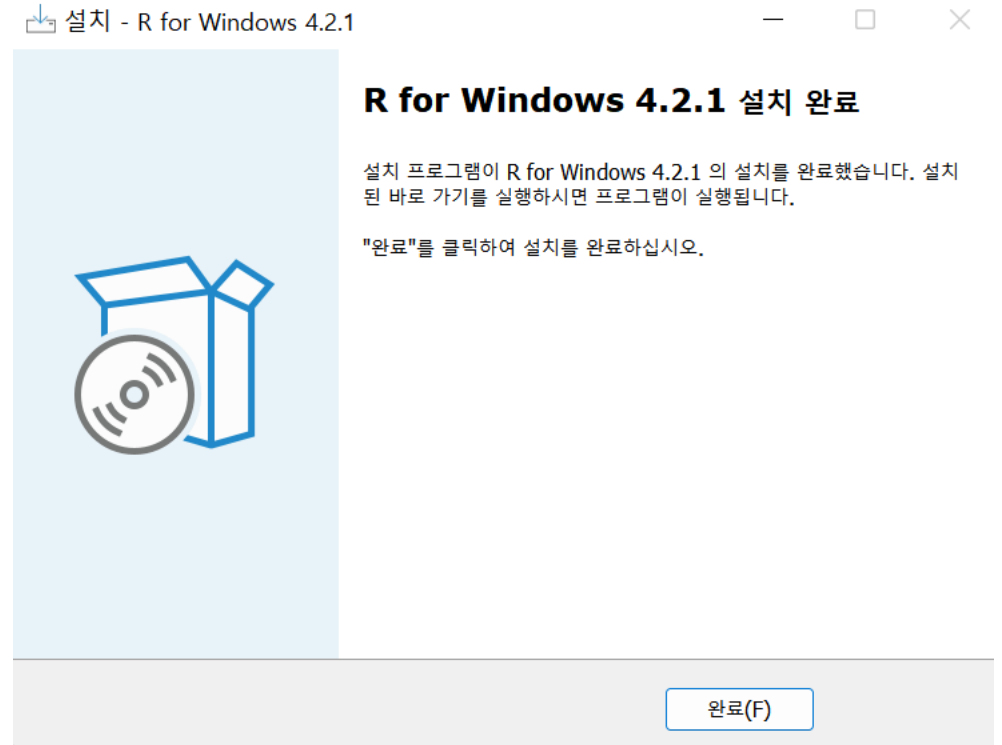 설치 - R for Windows 4.2.1
R for Windows 4.2.1 설치 완료
설치 프로그램이 R for Windows 4.2.1 의 설치를 완료했습니다. 설치
된 바로 가기를 실행하시면 프로그램이 실행됩니다.
"완료"를 클릭하여 설치를 완료하십시오.
완료(F)